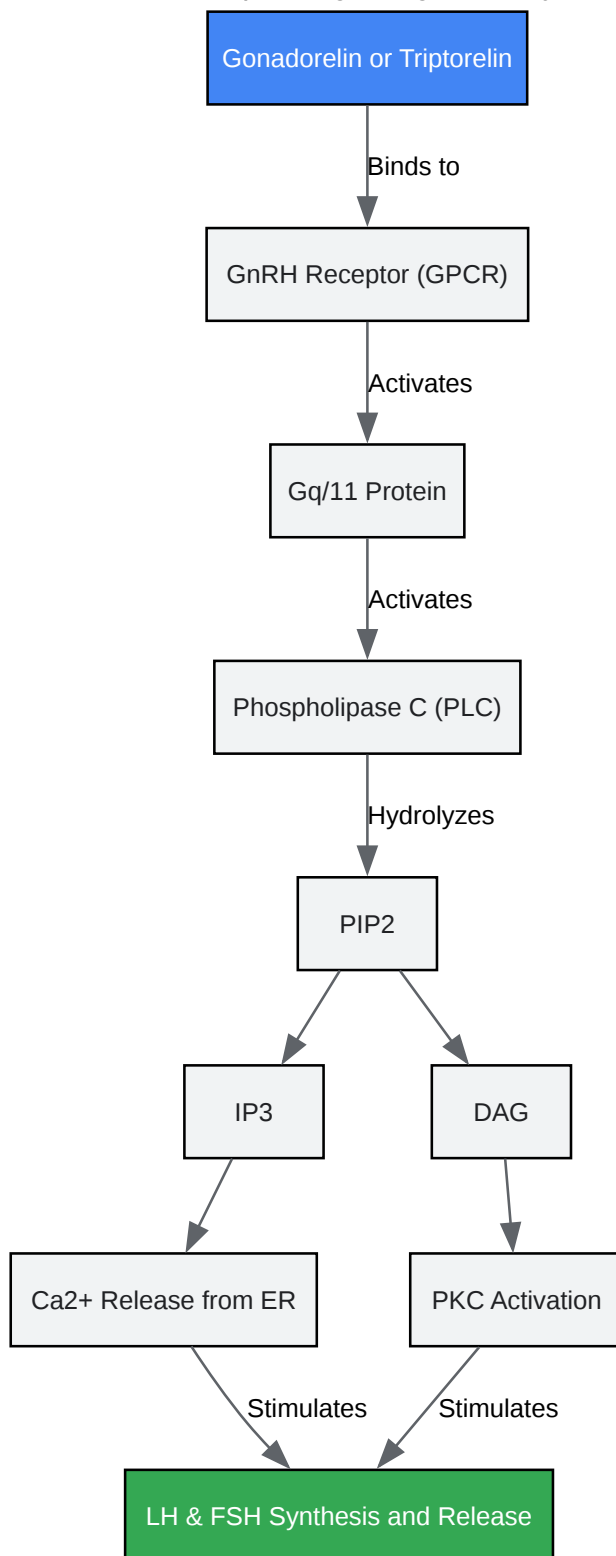 Gonadorelin or Triptorelin
Binds to
GnRH Receptor (GPCR)
Activates
Gq/11 Protein
Activates
Phospholipase C (PLC)
Hydrolyzes
PIP2
IP3
DAG
Ca2+ Release from ER
PKC Activation
Stimulates
Stimulates
LH & FSH Synthesis and Release